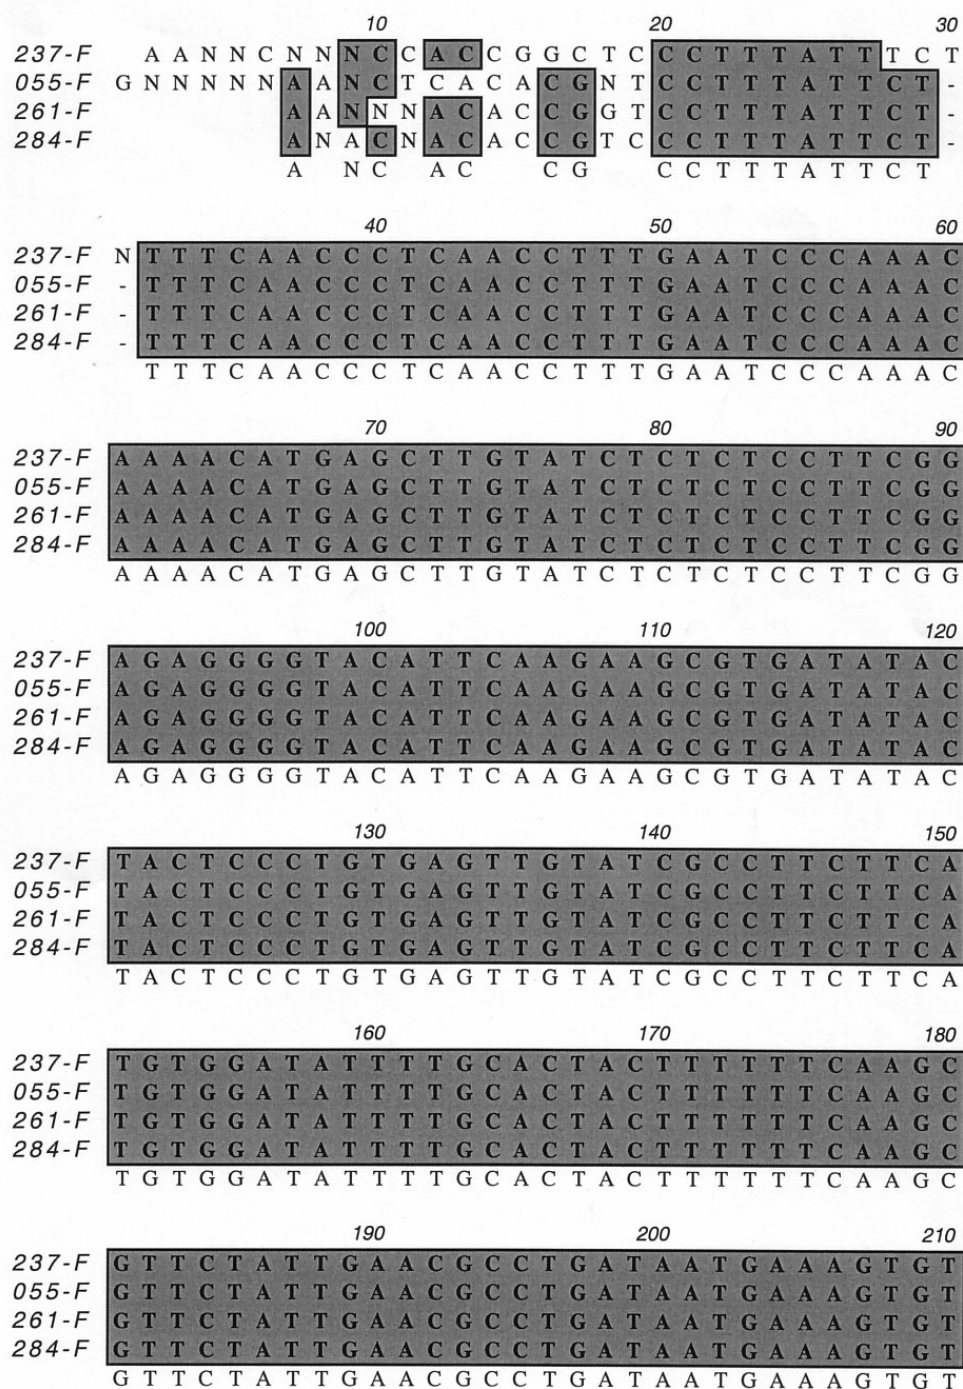 10 20 30
237-F A A N N C N N N C C A C C G G C T C C C T T T A T T T C T
055-F G N N N N N A A N C T C A C A C G N T C C T T T A T T C T -
261-F A A N N N A C A C C G G T C C T T T A T T C T -
284-F A N A C N A C A C C G T C C C T T T A T T C T -
A N C A C C G C C T T T A T T C T
40 50 60
237-F N T T T C A A C C C T C A A C C T T T G A A T C C C A A A C
055-F - T T T C A A C C C T C A A C C T T T G A A T C C C A A A C
261-F - T T T C A A C C C T C A A C C T T T G A A T C C C A A A C
284-F - T T T C A A C C C T C A A C C T T T G A A T C C C A A A C
T T T C A A C C C T C A A C C T T T G A A T C C C A A A C
70 80 90
237-F A A A A C A T G A G C T T G T A T C T C T C T C C T T C G G
055-F A A A A C A T G A G C T T G T A T C T C T C T C C T T C G G
261-F A A A A C A T G A G C T T G T A T C T C T C T C C T T C G G
284-F A A A A C A T G A G C T T G T A T C T C T C T C C T T C G G
A A A A C A T G A G C T T G T A T C T C T C T C C T T C G G
100 110 120
237-F A G A G G G G T A C A T T C A A G A A G C G T G A T A T A C
055-F A G A G G G G T A C A T T C A A G A A G C G T G A T A T A C
261-F A G A G G G G T A C A T T C A A G A A G C G T G A T A T A C
284-F A G A G G G G T A C A T T C A A G A A G C G T G A T A T A C
A G A G G G G T A C A T T C A A G A A G C G T G A T A T A C
130 140 150
237-F T A C T C C C T G T G A G T T G T A T C G C C T T C T T C A
055-F T A C T C C C T G T G A G T T G T A T C G C C T T C T T C A
261-F T A C T C C C T G T G A G T T G T A T C G C C T T C T T C A
284-F T A C T C C C T G T G A G T T G T A T C G C C T T C T T C A
T A C T C C C T G T G A G T T G T A T C G C C T T C T T C A
160 170 180
237-F T G T G G A T A T T T T G C A C T A C T T T T T T C A A G C
055-F T G T G G A T A T T T T G C A C T A C T T T T T T C A A G C
261-F T G T G G A T A T T T T G C A C T A C T T T T T T C A A G C
284-F T G T G G A T A T T T T G C A C T A C T T T T T T C A A G C
T G T G G A T A T T T T G C A C T A C T T T T T T C A A G C
190 200 210
237-F G T T C T A T T G A A C G C C T G A T A A T G A A A G T G T
055-F G T T C T A T T G A A C G C C T G A T A A T G A A A G T G T
261-F G T T C T A T T G A A C G C C T G A T A A T G A A A G T G T
284-F G T T C T A T T G A A C G C C T G A T A A T G A A A G T G T
G T T C T A T T G A A C G C C T G A T A A T G A A A G T G T